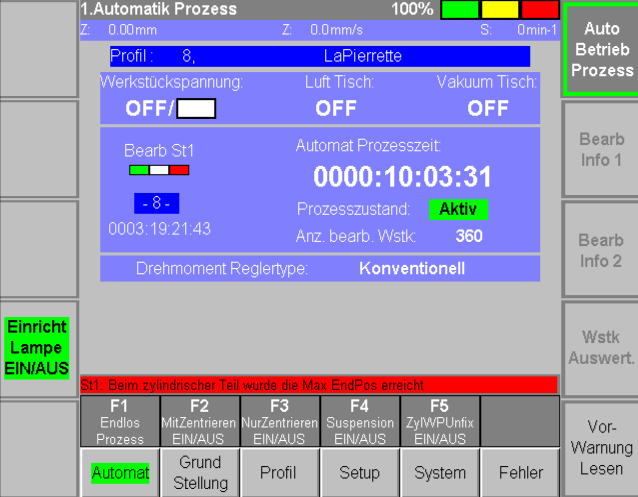 1.Automatik Prozess 100%
Z: 0.00mm Z: 0.0mm/s S: 0min-1
Auto
Betrieb
Prozess
Profil : 8, LaPierrette
Werkstückspannung: Luft Tisch: Vakuum Tisch:
OFF/ OFF OFF
Bearb St1
- 8 -
0003:19:21:43
Automat Prozesszeit:
0000:10:03:31
Prozesszustand: Aktiv
Anz. bearb. Wstk: 360
Bearb
Info 1
Bearb
Info 2
Drehmoment Reglertype: Konventionell
Einricht
Lampe
EIN/AUS
Wstk
Auswert.
St1: Beim zylindrischer Teil wurde die Max EndPos erreicht
F1
Endlos
Prozess
F2
MitZentrieren
EIN/AUS
F3
NurZentrieren
EIN/AUS
F4
Suspension
EIN/AUS
F5
ZylWPUnfix
EIN/AUS
Vor-
Warnung
Lesen
Automat
Grund
Stellung
Profil
Setup
System
Fehler